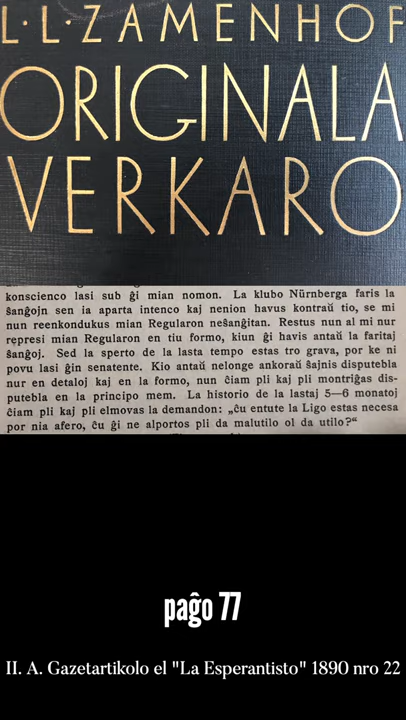 L·L·ZAMENHOF
ORIGINALA
VERKARO
konscienco lasi sub ĝi mian nomon. La klubo Nürnberga faris la
ŝanĝojn sen ia aparta intenco kaj nenion havus kontraŭ tio, se mi
nun reenkondukus mian Regularon neŝanĝitan. Restus nun al mi nur
represi mian Regularon en tiu formo, kiun ĝi havis antaŭ la faritaj
ŝanĝoj. Sed la sperto de la lasta tempo estas tro grava, por ke ni
povu lasi ĝin senatente. Kio antaŭ nelonge ankoraŭ ŝajnis disputebla
nur en detaloj kaj en la formo, nun ĉiam pli kaj pli montriĝas dis-
putebla en la principo mem. La historio de la lastaj 5—6 monatoj
ĉiam pli kaj pli elmovas la demandon: „ĉu entute la Ligo estas necesa
por nia afero, ĉu ĝi ne alportos pli da malutilo ol da utilo?“
paĝo 77
II. A. Gazetartikolo el "La Esperantisto" 1890 nro 22